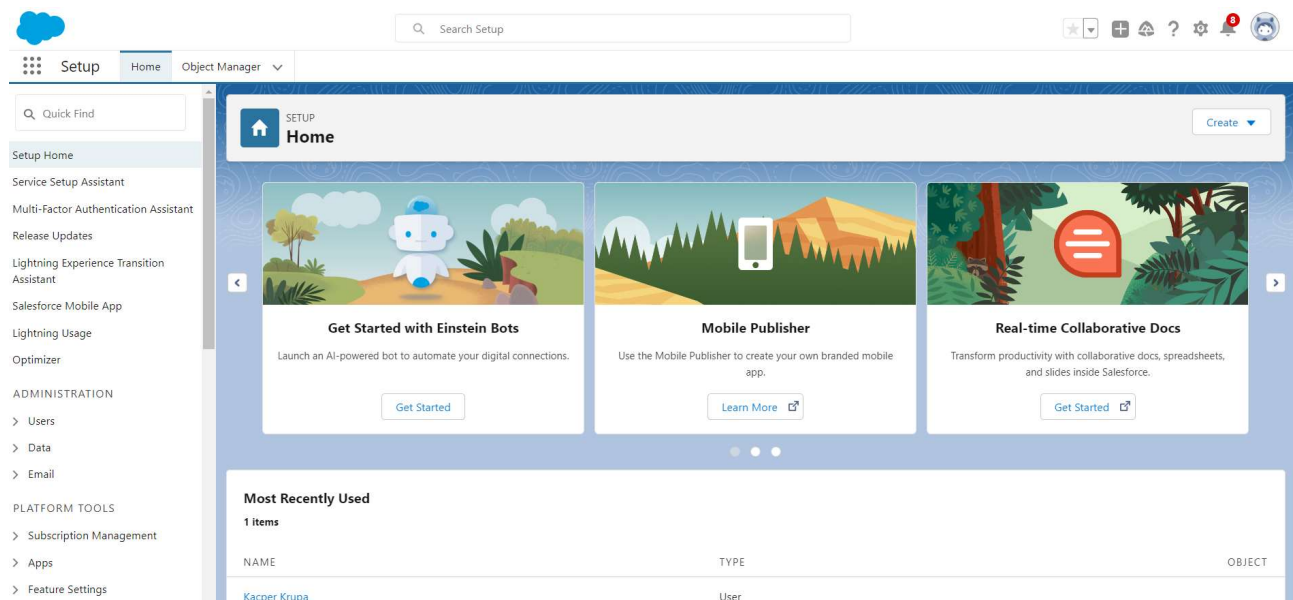 Search Setup
8
Setup
Home
Object Manager
Quick Find
Setup Home
Service Setup Assistant
Multi-Factor Authentication Assistant
Release Updates
Lightning Experience Transition
Assistant
Salesforce Mobile App
Lightning Usage
Optimizer
ADMINISTRATION
Users
Data
Email
PLATFORM TOOLS
Subscription Management
Apps
Feature Settings
SETUP
Home
Create
Get Started with Einstein Bots
Launch an AI-powered bot to automate your digital connections.
Get Started
Mobile Publisher
Use the Mobile Publisher to create your own branded mobile
app.
Learn More
Real-time Collaborative Docs
Transform productivity with collaborative docs, spreadsheets,
and slides inside Salesforce.
Get Started
Most Recently Used
1 items
NAME TYPE OBJECT
Kacper Krupa User